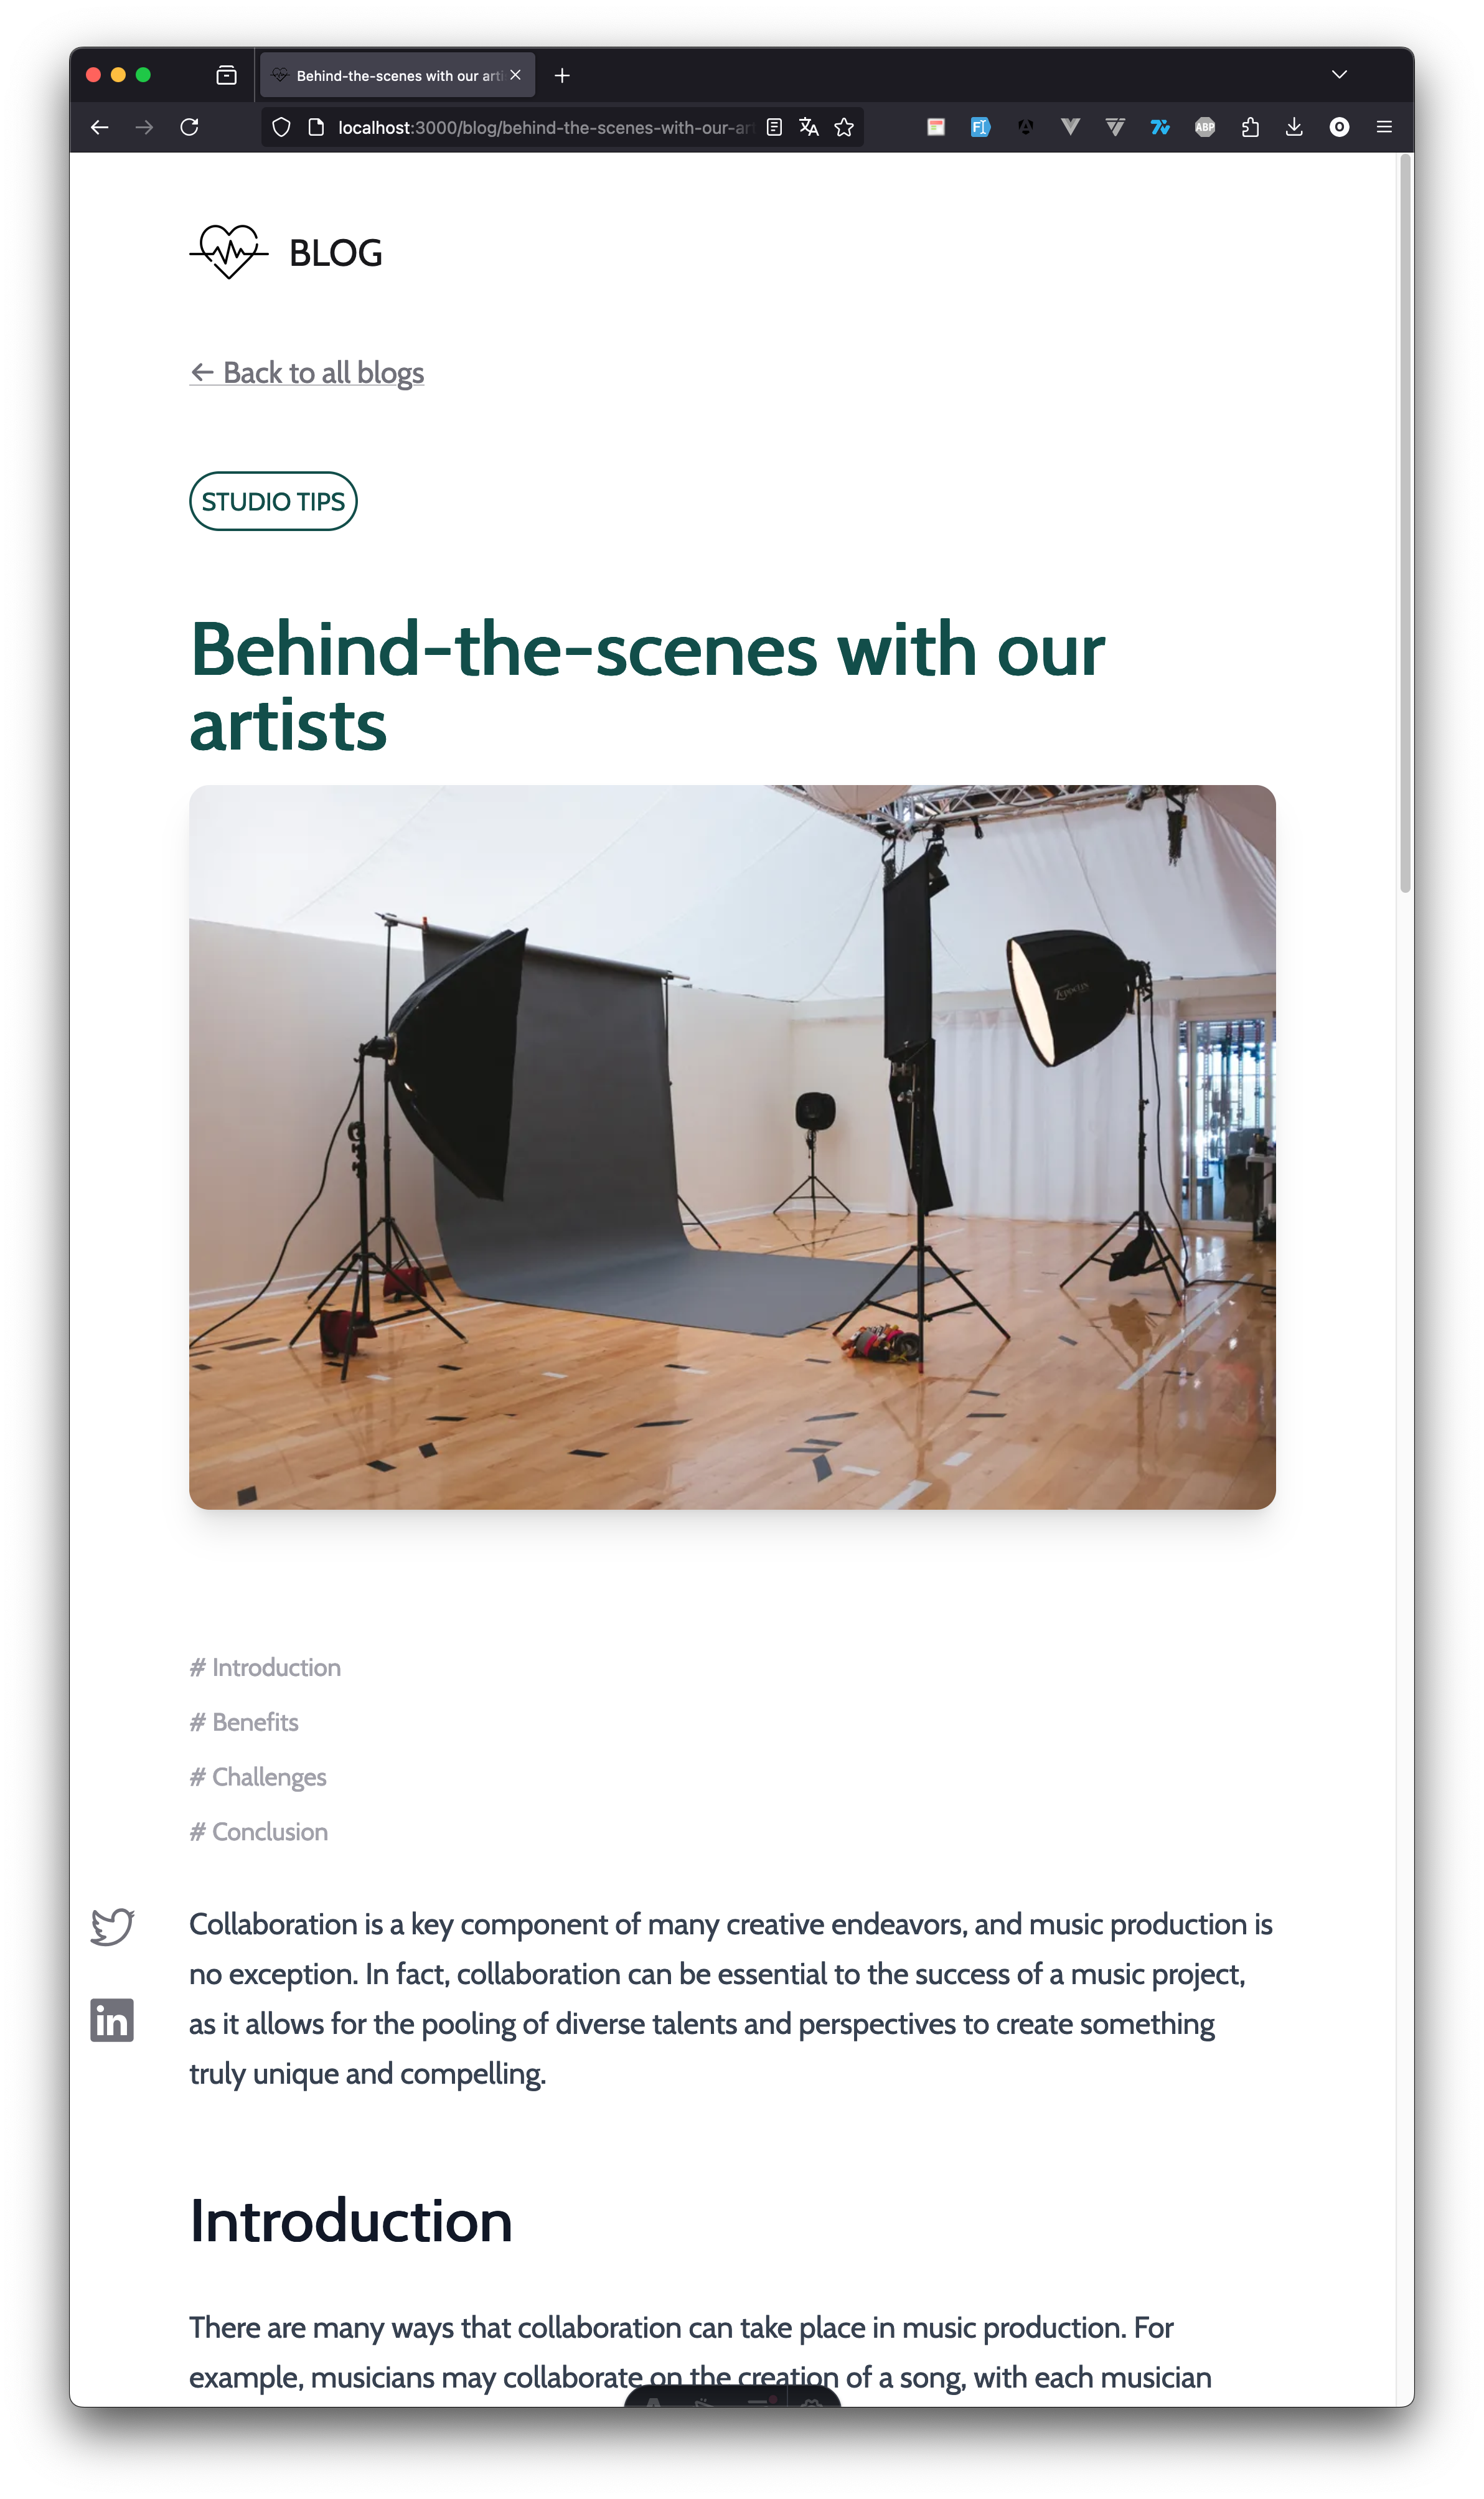 Behind-the-scenes with our arti
localhost:3000/blog/behind-the-scenes-with-our-art
ABP
BLOG
← Back to all blogs
STUDIO TIPS
Behind-the-scenes with our
artists
# Introduction
# Benefits
# Challenges
# Conclusion
Collaboration is a key component of many creative endeavors, and music production is
no exception. In fact, collaboration can be essential to the success of a music project,
as it allows for the pooling of diverse talents and perspectives to create something
truly unique and compelling.
in
Introduction
There are many ways that collaboration can take place in music production. For
example, musicians may collaborate on the creation of a song, with each musician